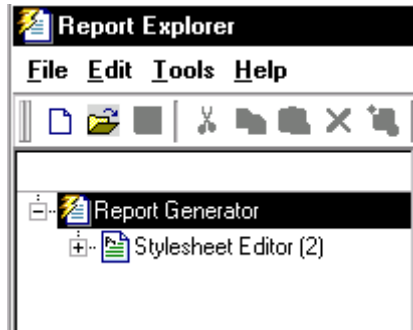 Report Explorer
File Edit Tools Help
Report Generator
Stylesheet Editor (2)